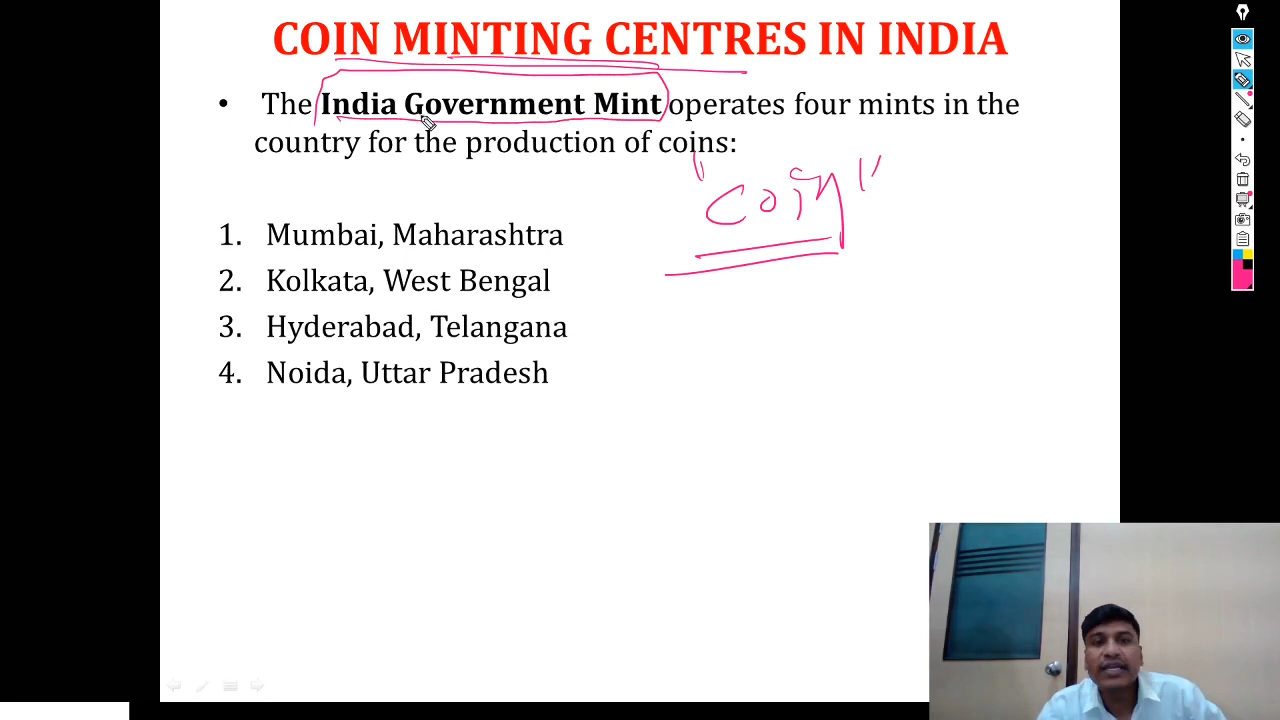 COIN MINTING CENTRES IN INDIA
• The India Government Mint operates four mints in the
country for the production of coins:
"Coin"
1. Mumbai, Maharashtra
2. Kolkata, West Bengal
3. Hyderabad, Telangana
4. Noida, Uttar Pradesh